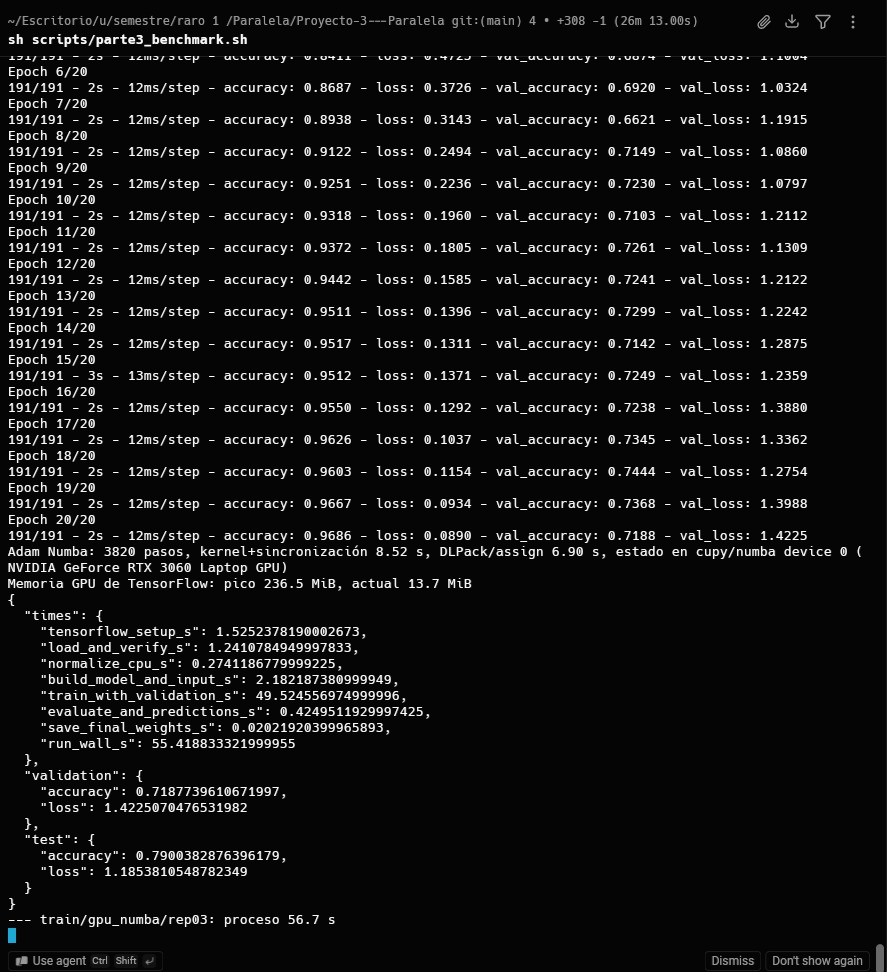 ~/Escritorio/u/semestre/raro 1 /Paralela/Proyecto-3---Paralela git:(main) 4 • +308 -1 (26m 13.00s)
sh scripts/parte3_benchmark.sh
191/191 - 2s - 12ms/step - accuracy: 0.8411 - loss: 0.4725 - val_accuracy: 0.6874 - val_loss: 1.1004
Epoch 6/20
191/191 - 2s - 12ms/step - accuracy: 0.8687 - loss: 0.3726 - val_accuracy: 0.6920 - val_loss: 1.0324
Epoch 7/20
191/191 - 2s - 12ms/step - accuracy: 0.8938 - loss: 0.3143 - val_accuracy: 0.6621 - val_loss: 1.1915
Epoch 8/20
191/191 - 2s - 12ms/step - accuracy: 0.9122 - loss: 0.2494 - val_accuracy: 0.7149 - val_loss: 1.0860
Epoch 9/20
191/191 - 2s - 12ms/step - accuracy: 0.9251 - loss: 0.2236 - val_accuracy: 0.7230 - val_loss: 1.0797
Epoch 10/20
191/191 - 2s - 12ms/step - accuracy: 0.9318 - loss: 0.1960 - val_accuracy: 0.7103 - val_loss: 1.2112
Epoch 11/20
191/191 - 2s - 12ms/step - accuracy: 0.9372 - loss: 0.1805 - val_accuracy: 0.7261 - val_loss: 1.1309
Epoch 12/20
191/191 - 2s - 12ms/step - accuracy: 0.9442 - loss: 0.1585 - val_accuracy: 0.7241 - val_loss: 1.2122
Epoch 13/20
191/191 - 2s - 12ms/step - accuracy: 0.9511 - loss: 0.1396 - val_accuracy: 0.7299 - val_loss: 1.2242
Epoch 14/20
191/191 - 2s - 12ms/step - accuracy: 0.9517 - loss: 0.1311 - val_accuracy: 0.7142 - val_loss: 1.2875
Epoch 15/20
191/191 - 3s - 13ms/step - accuracy: 0.9512 - loss: 0.1371 - val_accuracy: 0.7249 - val_loss: 1.2359
Epoch 16/20
191/191 - 2s - 12ms/step - accuracy: 0.9550 - loss: 0.1292 - val_accuracy: 0.7238 - val_loss: 1.3880
Epoch 17/20
191/191 - 2s - 12ms/step - accuracy: 0.9626 - loss: 0.1037 - val_accuracy: 0.7345 - val_loss: 1.3362
Epoch 18/20
191/191 - 2s - 12ms/step - accuracy: 0.9603 - loss: 0.1154 - val_accuracy: 0.7444 - val_loss: 1.2754
Epoch 19/20
191/191 - 2s - 12ms/step - accuracy: 0.9667 - loss: 0.0934 - val_accuracy: 0.7368 - val_loss: 1.3988
Epoch 20/20
191/191 - 2s - 12ms/step - accuracy: 0.9686 - loss: 0.0890 - val_accuracy: 0.7188 - val_loss: 1.4225
Adam Numba: 3820 pasos, kernel+sincronización 8.52 s, DLPack/assign 6.90 s, estado en cupy/numba device 0 (
NVIDIA GeForce RTX 3060 Laptop GPU)
Memoria GPU de TensorFlow: pico 236.5 MiB, actual 13.7 MiB
{
  "times": {
    "tensorflow_setup_s": 1.5252378190002673,
    "load_and_verify_s": 1.2410784949997833,
    "normalize_cpu_s": 0.2741186779999225,
    "build_model_and_input_s": 2.182187380999949,
    "train_with_validation_s": 49.524556974999996,
    "evaluate_and_predictions_s": 0.4249511929997425,
    "save_final_weights_s": 0.02021920399965893,
    "run_wall_s": 55.418833321999955
  },
  "validation": {
    "accuracy": 0.7187739610671997,
    "loss": 1.4225070476531982
  },
  "test": {
    "accuracy": 0.7900382876396179,
    "loss": 1.1853810548782349
  }
}
--- train/gpu_numba/rep03: proceso 56.7 s
Use agent Ctrl Shift ↵
Dismiss
Don't show again